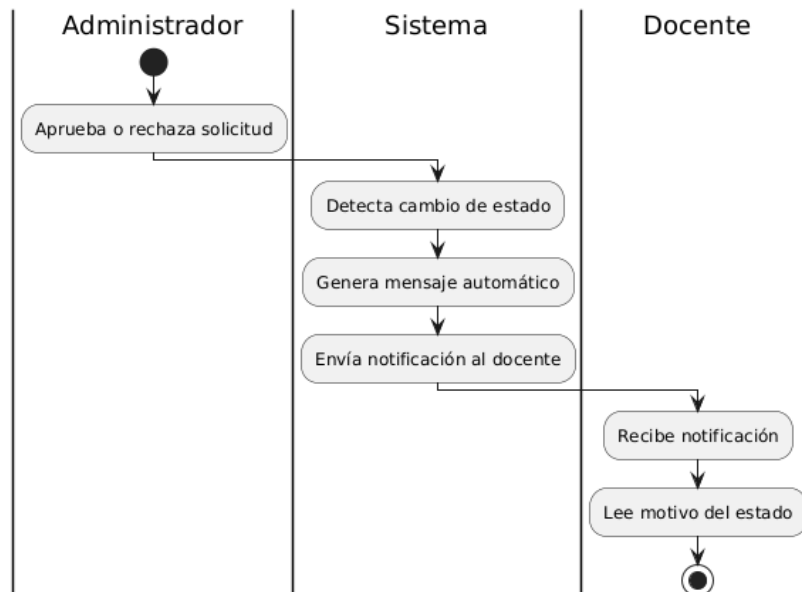 Administrador
Sistema
Docente
Aprueba o rechaza solicitud
Detecta cambio de estado
Genera mensaje automático
Envía notificación al docente
Recibe notificación
Lee motivo del estado